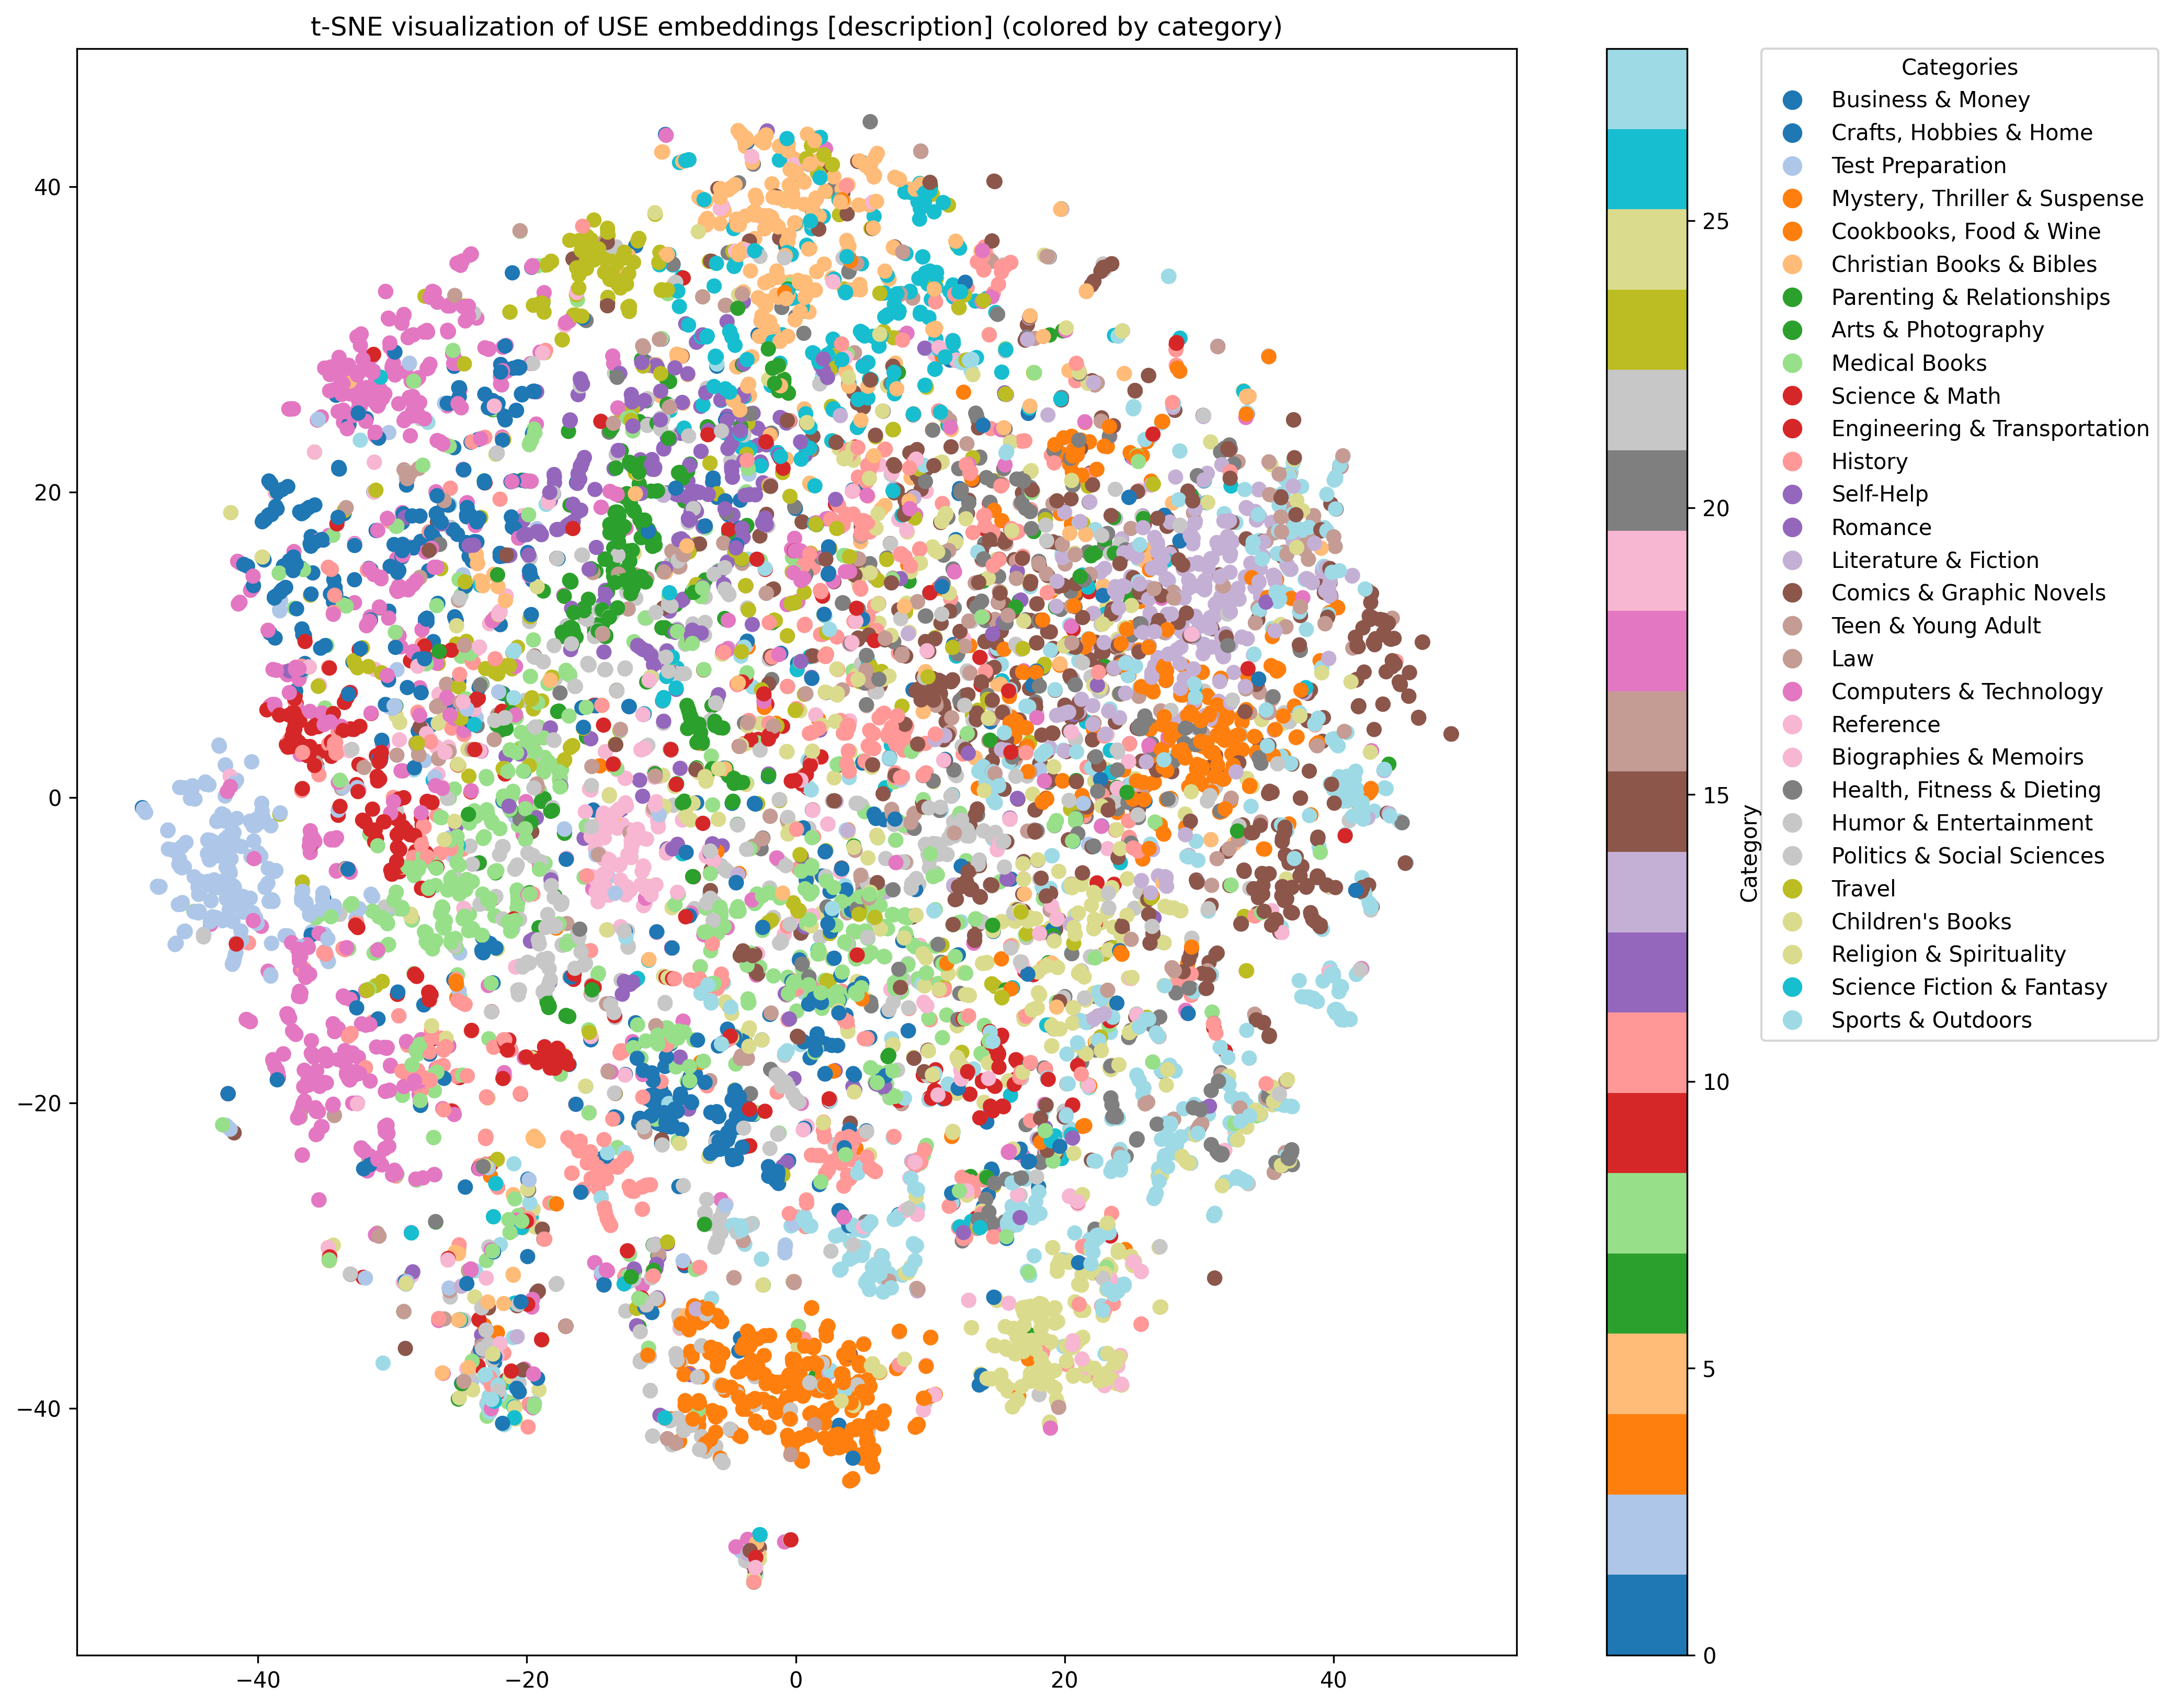 t-SNE visualization of USE embeddings [description] (colored by category)
40
20
0
−20
−40
−40
−20
0
20
40
25
20
15
10
5
0
Category
Categories
Business & Money
Crafts, Hobbies & Home
Test Preparation
Mystery, Thriller & Suspense
Cookbooks, Food & Wine
Christian Books & Bibles
Parenting & Relationships
Arts & Photography
Medical Books
Science & Math
Engineering & Transportation
History
Self-Help
Romance
Literature & Fiction
Comics & Graphic Novels
Teen & Young Adult
Law
Computers & Technology
Reference
Biographies & Memoirs
Health, Fitness & Dieting
Humor & Entertainment
Politics & Social Sciences
Travel
Children's Books
Religion & Spirituality
Science Fiction & Fantasy
Sports & Outdoors